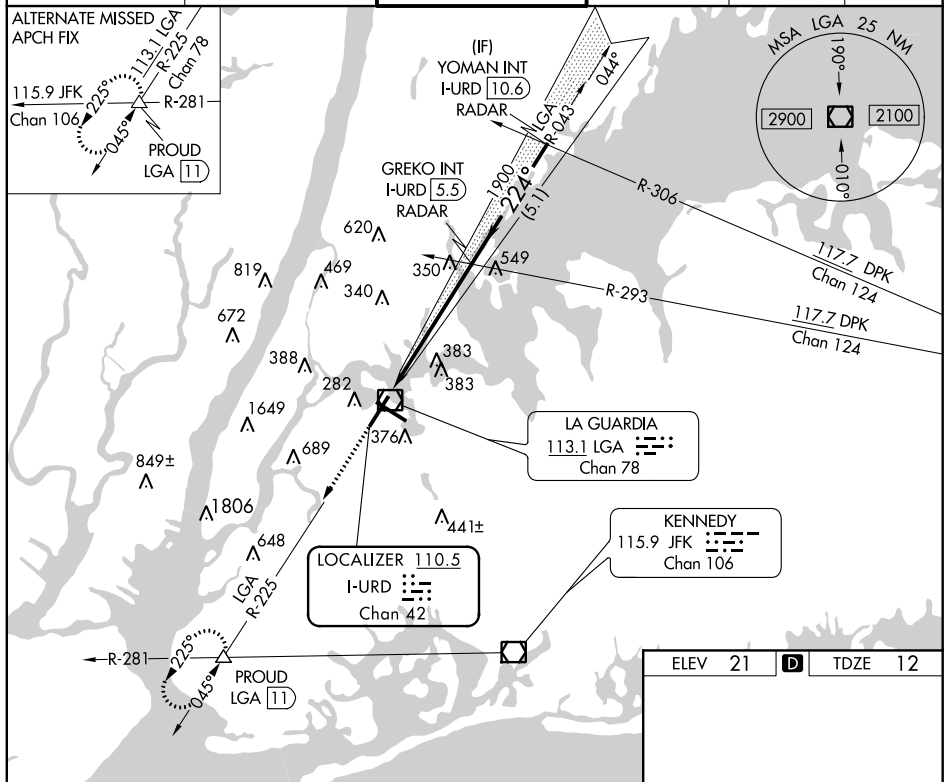 ALTERNATE MISSED
APCH FIX
113.1 LGA
R-225
Chan 78
115.9 JFK
Chan 106
225°
R-281
045°
PROUD
LGA 11
(IF)
YOMAN INT
I-URD 10.6
RADAR
LGA
R-043
044°
MSA LGA 25 NM
190°
2900
2100
010°
GREKO INT
I-URD 5.5
RADAR
1900
224°
(5.1)
R-306
117.7 DPK
Chan 124
R-293
117.7 DPK
Chan 124
620
819
469
350
549
340
672
388
383
383
282
1649
376
689
849±
1806
441±
648
LA GUARDIA
113.1 LGA
Chan 78
KENNEDY
115.9 JFK
Chan 106
LOCALIZER 110.5
I-URD
Chan 42
LGA
R-225
R-281
225°
045°
PROUD
LGA 11
ELEV 21 D TDZE 12